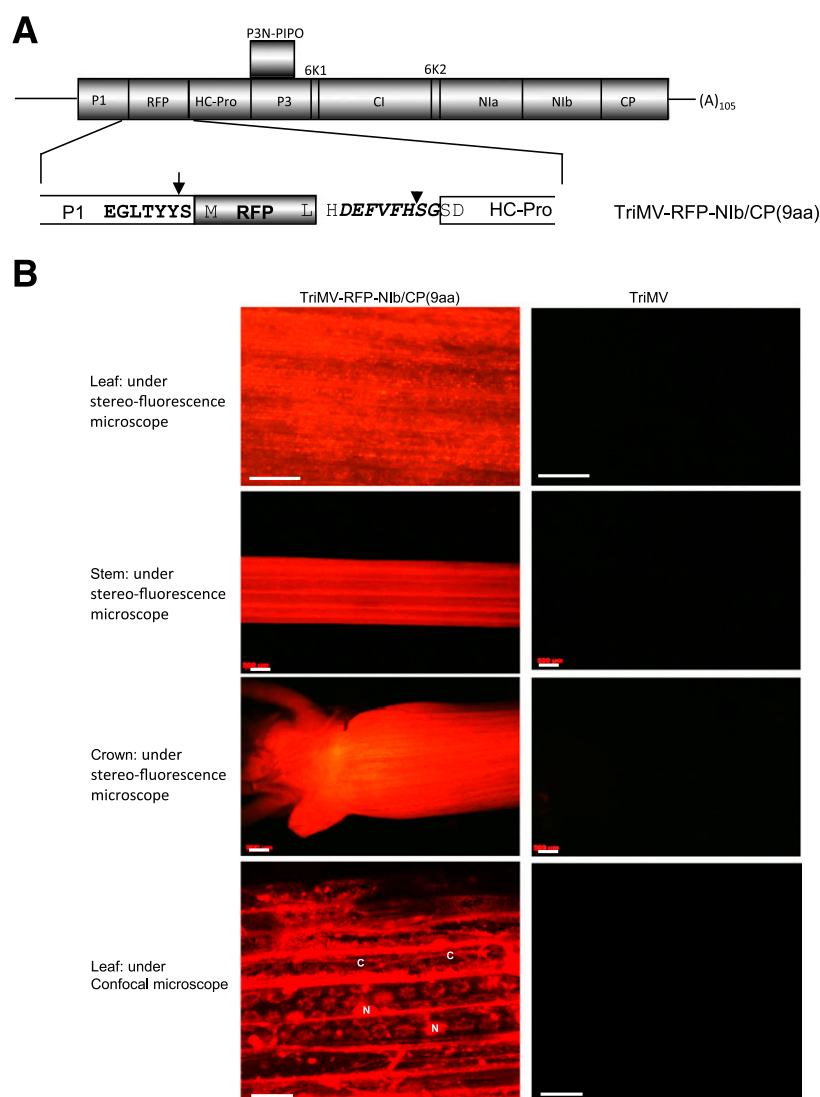 A
P3N-PIPO
6K1 6K2
P1 RFP HC-Pro P3 CI NIa NIb CP (A)105
P1 EGLTYYS M RFP L HDEFVFHSGSD HC-Pro TriMV-RFP-NIb/CP(9aa)
B
TriMV-RFP-NIb/CP(9aa) TriMV
Leaf: under
stereo-fluorescence
microscope
Stem: under
stereo-fluorescence
microscope
Crown: under
stereo-fluorescence
microscope
C C
Leaf: under
Confocal microscope
N
N